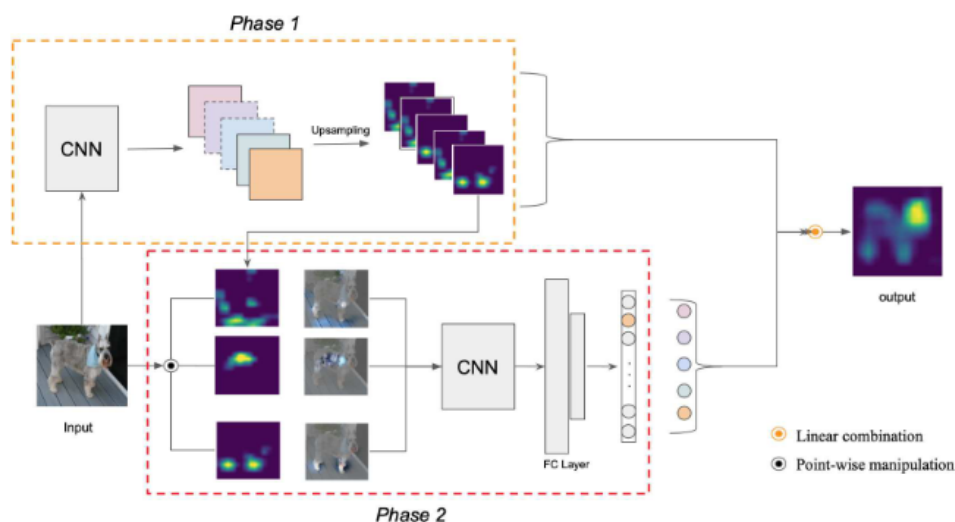 Phase 1
CNN
Upsampling
output
Input
CNN
FC Layer
Linear combination
Point-wise manipulation
Phase 2